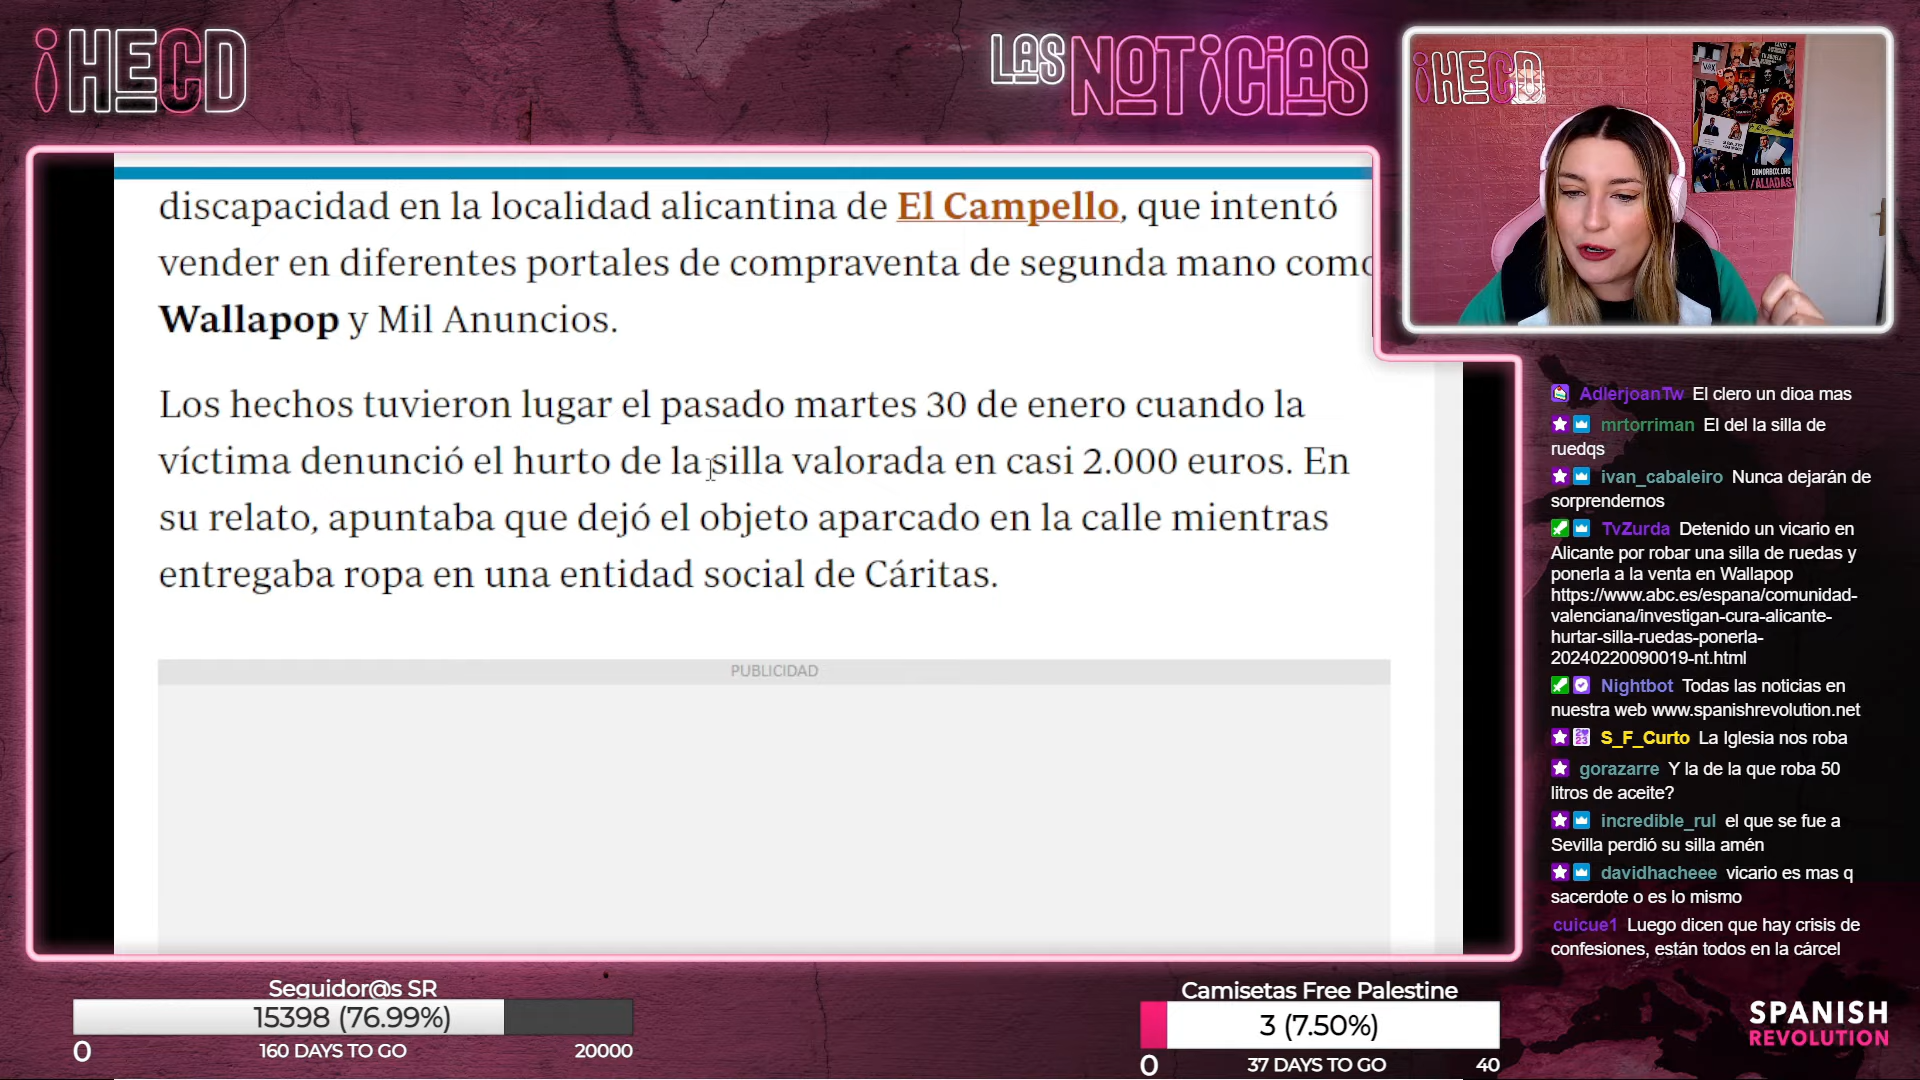 ¡HECD
LAS NOTICIAS
¡HECD
VOX
DONORBOX.ORG
/ALIADAS
discapacidad en la localidad alicantina de El Campello, que intentó
vender en diferentes portales de compraventa de segunda mano como
Wallapop y Mil Anuncios.
Los hechos tuvieron lugar el pasado martes 30 de enero cuando la
víctima denunció el hurto de la silla valorada en casi 2.000 euros. En
su relato, apuntaba que dejó el objeto aparcado en la calle mientras
entregaba ropa en una entidad social de Cáritas.
PUBLICIDAD
AdlerjoanTw El clero un dioa mas
mrtorriman El del la silla de
ruedqs
ivan_cabaleiro Nunca dejarán de
sorprendernos
TvZurda Detenido un vicario en
Alicante por robar una silla de ruedas y
ponerla a la venta en Wallapop
https://www.abc.es/espana/comunidad-
valenciana/investigan-cura-alicante-
hurtar-silla-ruedas-ponerla-
20240220090019-nt.html
Nightbot Todas las noticias en
nuestra web www.spanishrevolution.net
S_F_Curto La Iglesia nos roba
gorazarre Y la de la que roba 50
litros de aceite?
incredible_rul el que se fue a
Sevilla perdió su silla amén
davidhacheee vicario es mas q
sacerdote o es lo mismo
cuicue1 Luego dicen que hay crisis de
confesiones, están todos en la cárcel
Seguidor@s SR
15398 (76.99%)
0 160 DAYS TO GO 20000
Camisetas Free Palestine
3 (7.50%)
0 37 DAYS TO GO 40
SPANISH
REVOLUTION